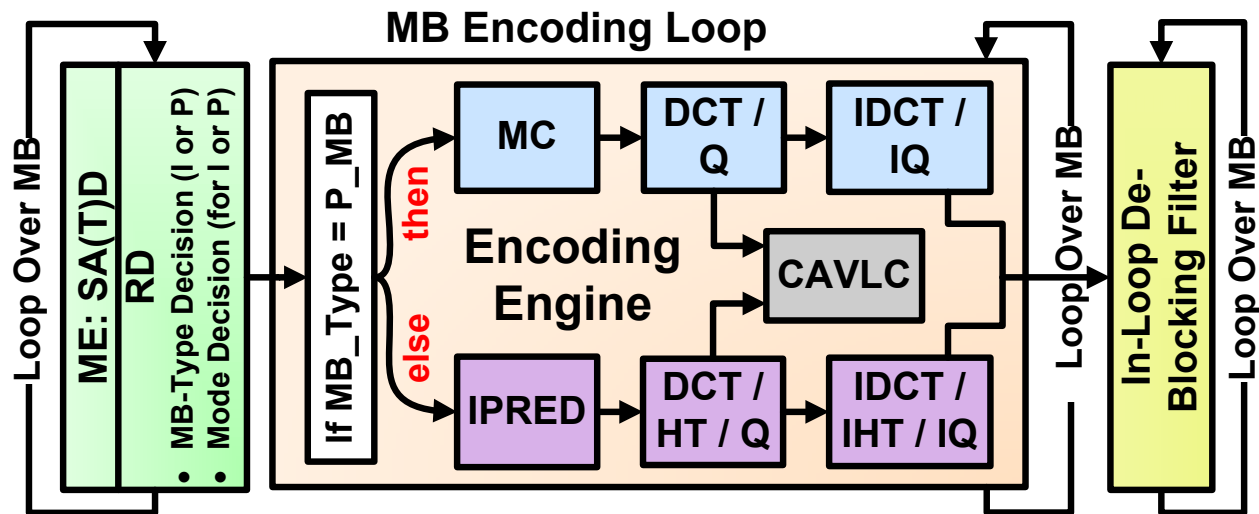 MB Encoding Loop
Loop Over MB
ME: SA(T)D
RD
• MB-Type Decision (I or P)
• Mode Decision (for I or P)
If MB_Type = P_MB
then
else
MC
DCT /
Q
IDCT /
IQ
Encoding
Engine
CAVLC
IPRED
DCT /
HT / Q
IDCT /
IHT / IQ
Loop Over MB
In-Loop De-
Blocking Filter
Loop Over MB